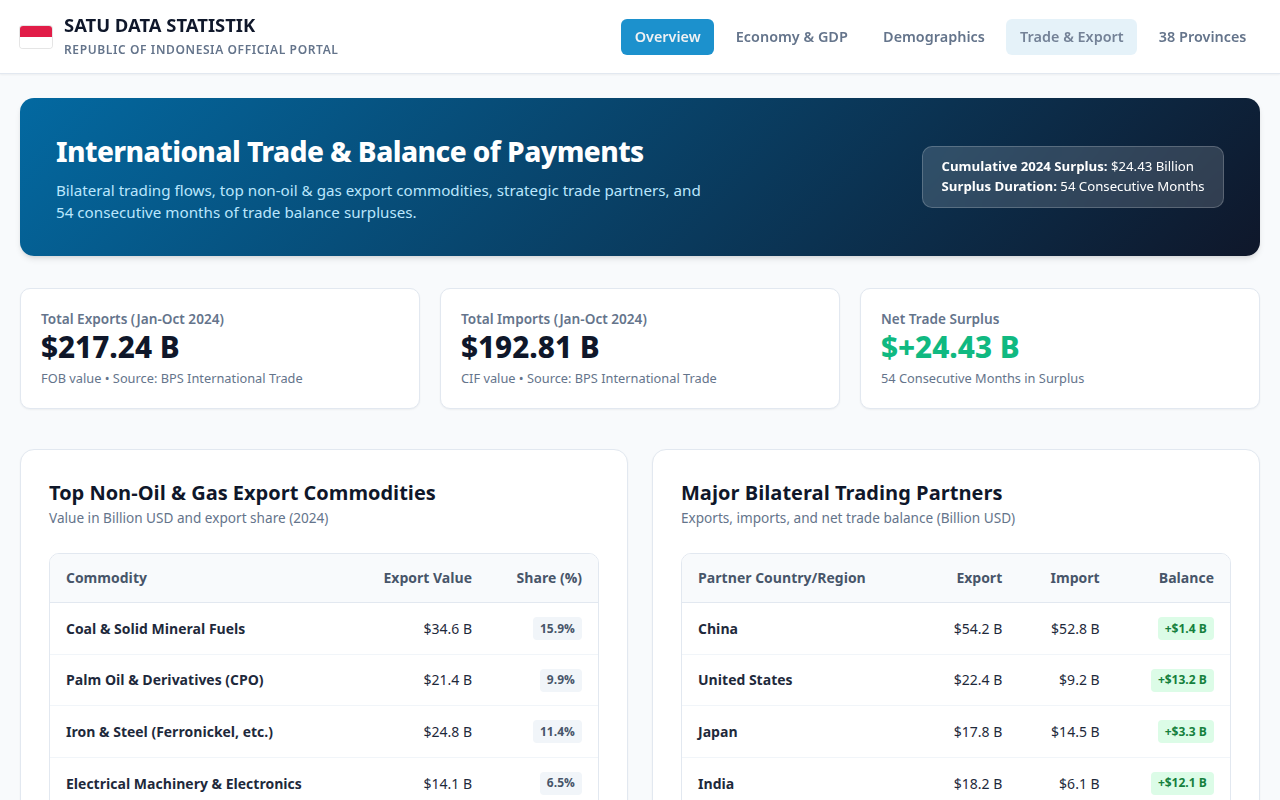 SATU DATA STATISTIK
REPUBLIC OF INDONESIA OFFICIAL PORTAL
Overview
Economy & GDP
Demographics
Trade & Export
38 Provinces
International Trade & Balance of Payments
Bilateral trading flows, top non-oil & gas export commodities, strategic trade partners, and
54 consecutive months of trade balance surpluses.
Cumulative 2024 Surplus: $24.43 Billion
Surplus Duration: 54 Consecutive Months
Total Exports (Jan-Oct 2024)
$217.24 B
FOB value • Source: BPS International Trade
Total Imports (Jan-Oct 2024)
$192.81 B
CIF value • Source: BPS International Trade
Net Trade Surplus
$+24.43 B
54 Consecutive Months in Surplus
Top Non-Oil & Gas Export Commodities
Value in Billion USD and export share (2024)
Commodity Export Value Share (%)
Coal & Solid Mineral Fuels $34.6 B 15.9%
Palm Oil & Derivatives (CPO) $21.4 B 9.9%
Iron & Steel (Ferronickel, etc.) $24.8 B 11.4%
Electrical Machinery & Electronics $14.1 B 6.5%
Major Bilateral Trading Partners
Exports, imports, and net trade balance (Billion USD)
Partner Country/Region Export Import Balance
China $54.2 B $52.8 B +$1.4 B
United States $22.4 B $9.2 B +$13.2 B
Japan $17.8 B $14.5 B +$3.3 B
India $18.2 B $6.1 B +$12.1 B